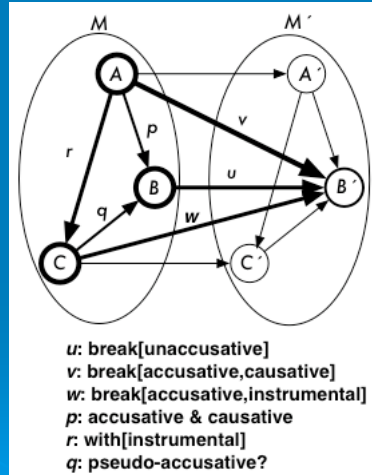 M M´
A A´
v
p
r
B u B´
q
w
C C´
u: break[unaccusative]
v: break[accusative,causative]
w: break[accusative,instrumental]
p: accusative & causative
r: with[instrumental]
q: pseudo-accusative?